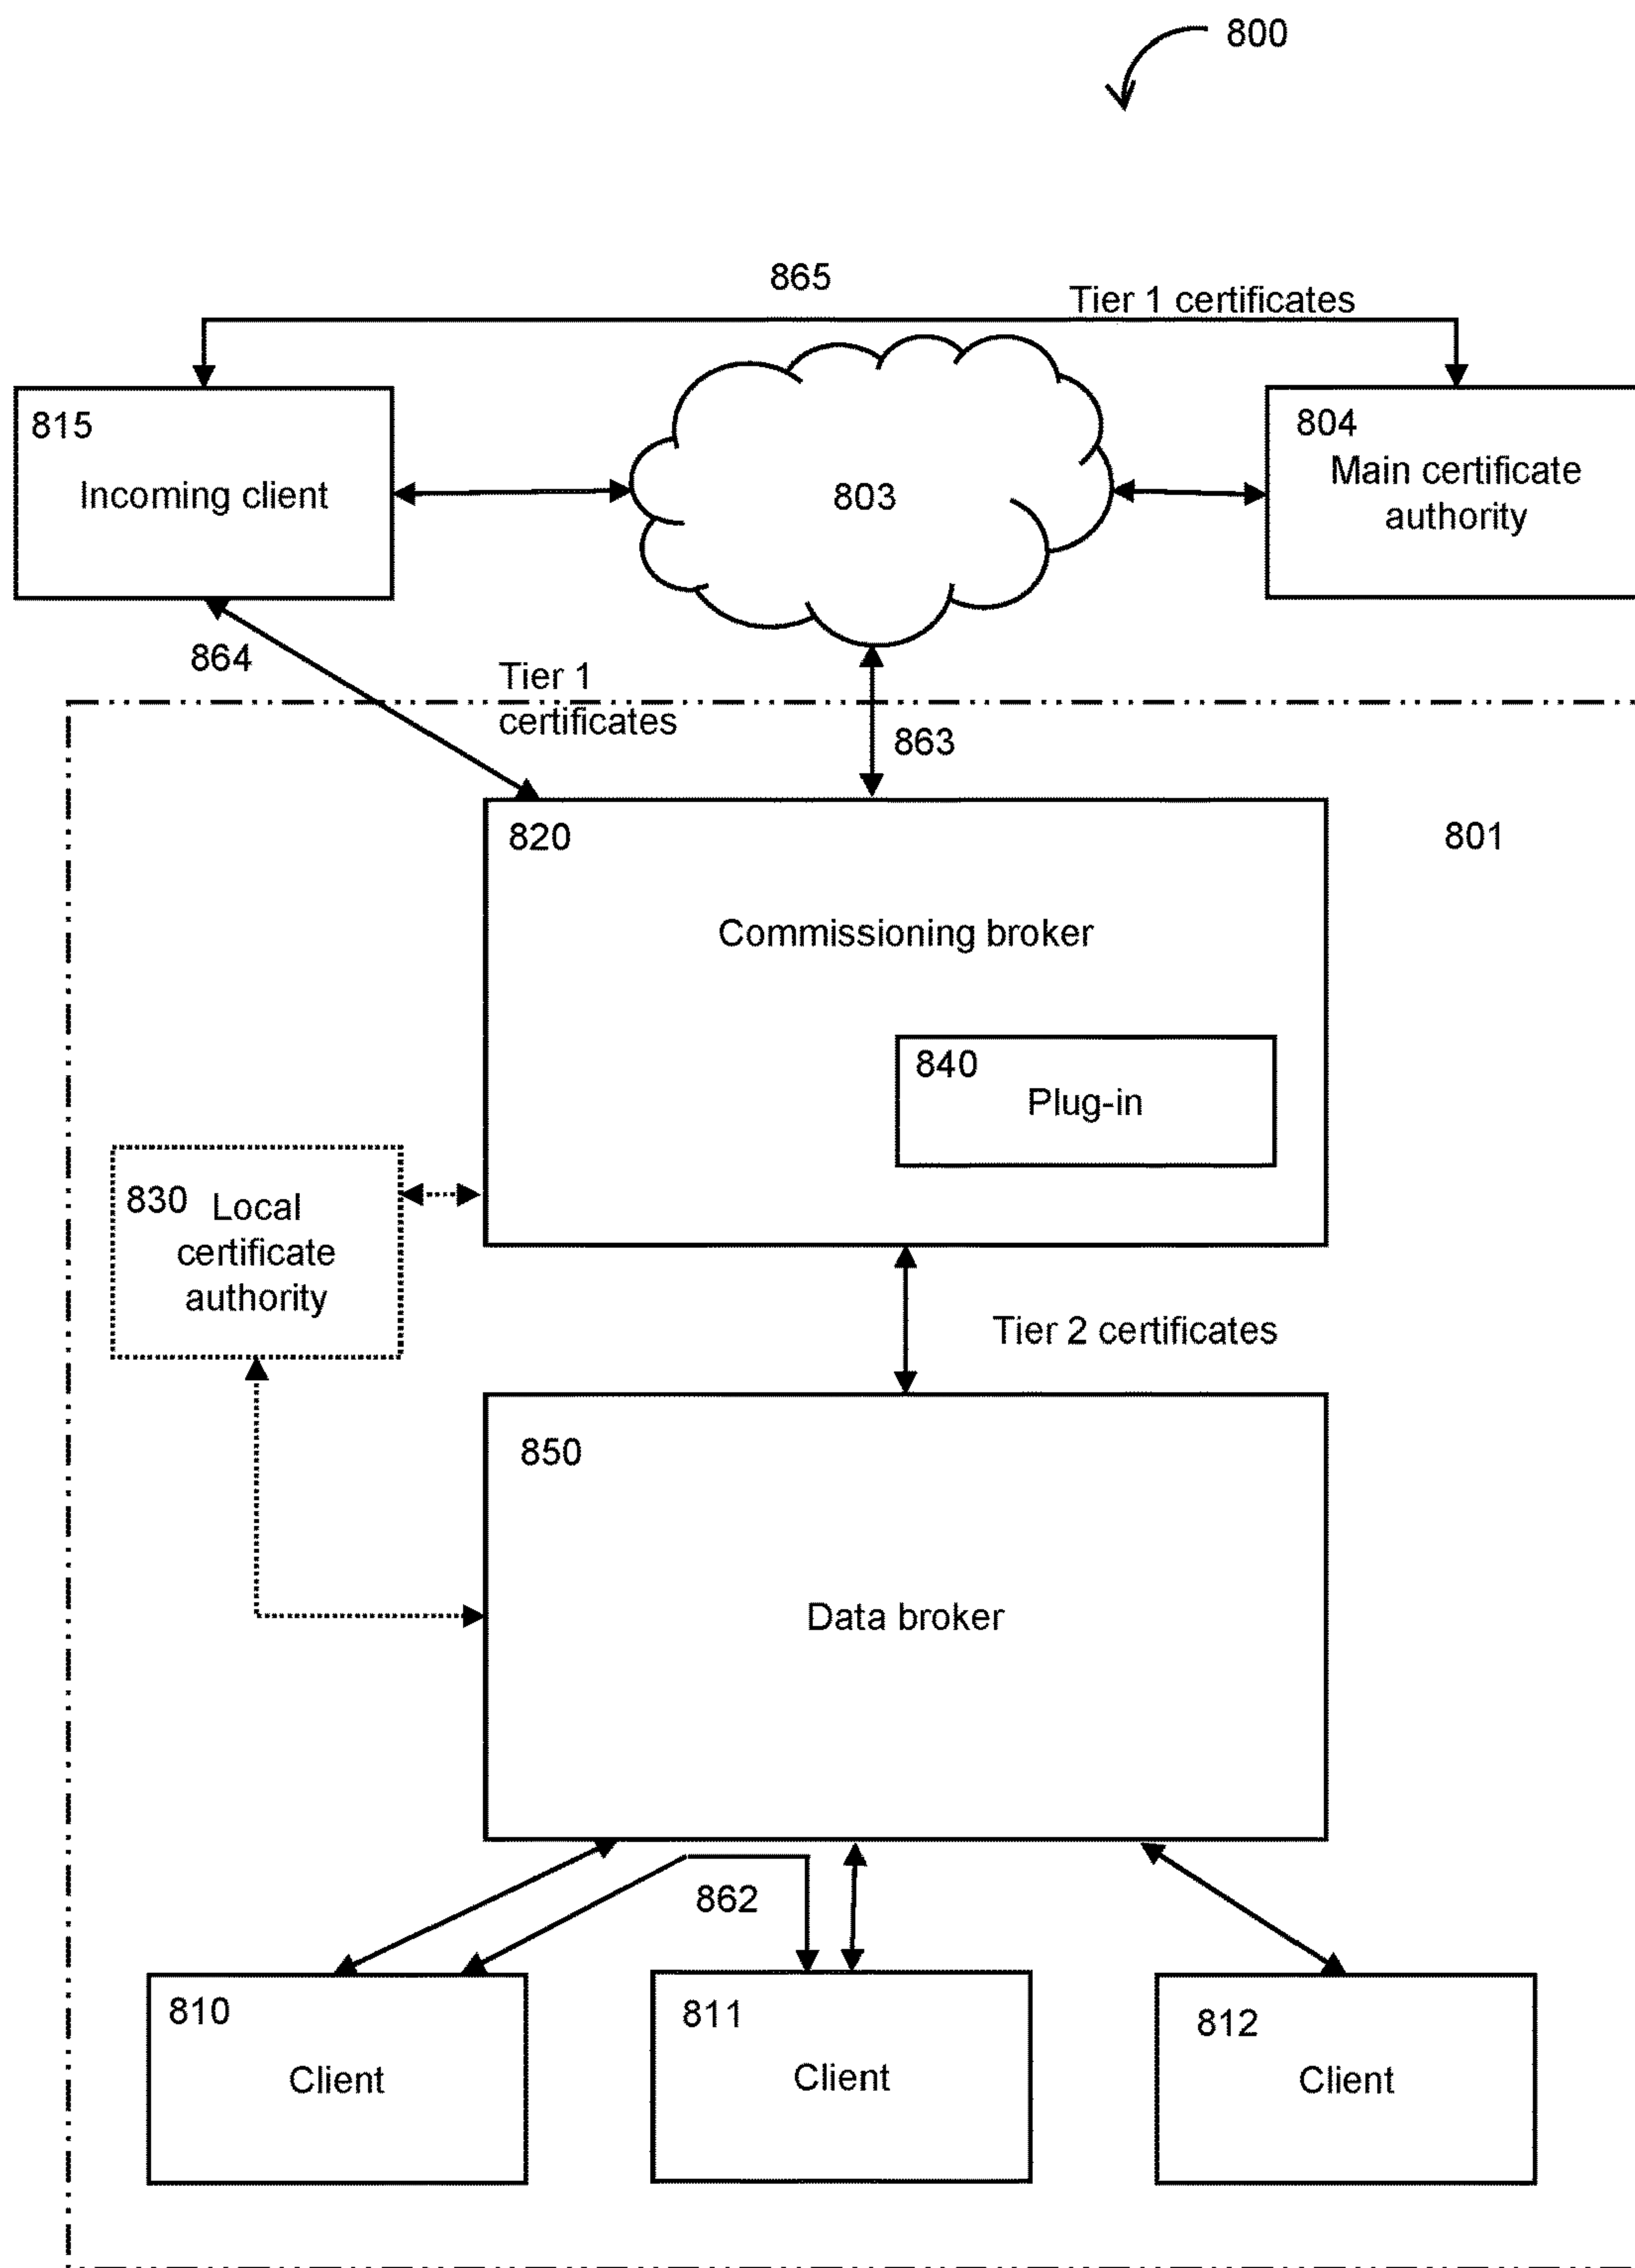 800
865
Tier 1 certificates
815
Incoming client
803
804
Main certificate
authority
864
Tier 1
certificates
863
820
801
Commissioning broker
840
Plug-in
830
Local
certificate
authority
Tier 2 certificates
850
Data broker
862
810
Client
811
Client
812
Client